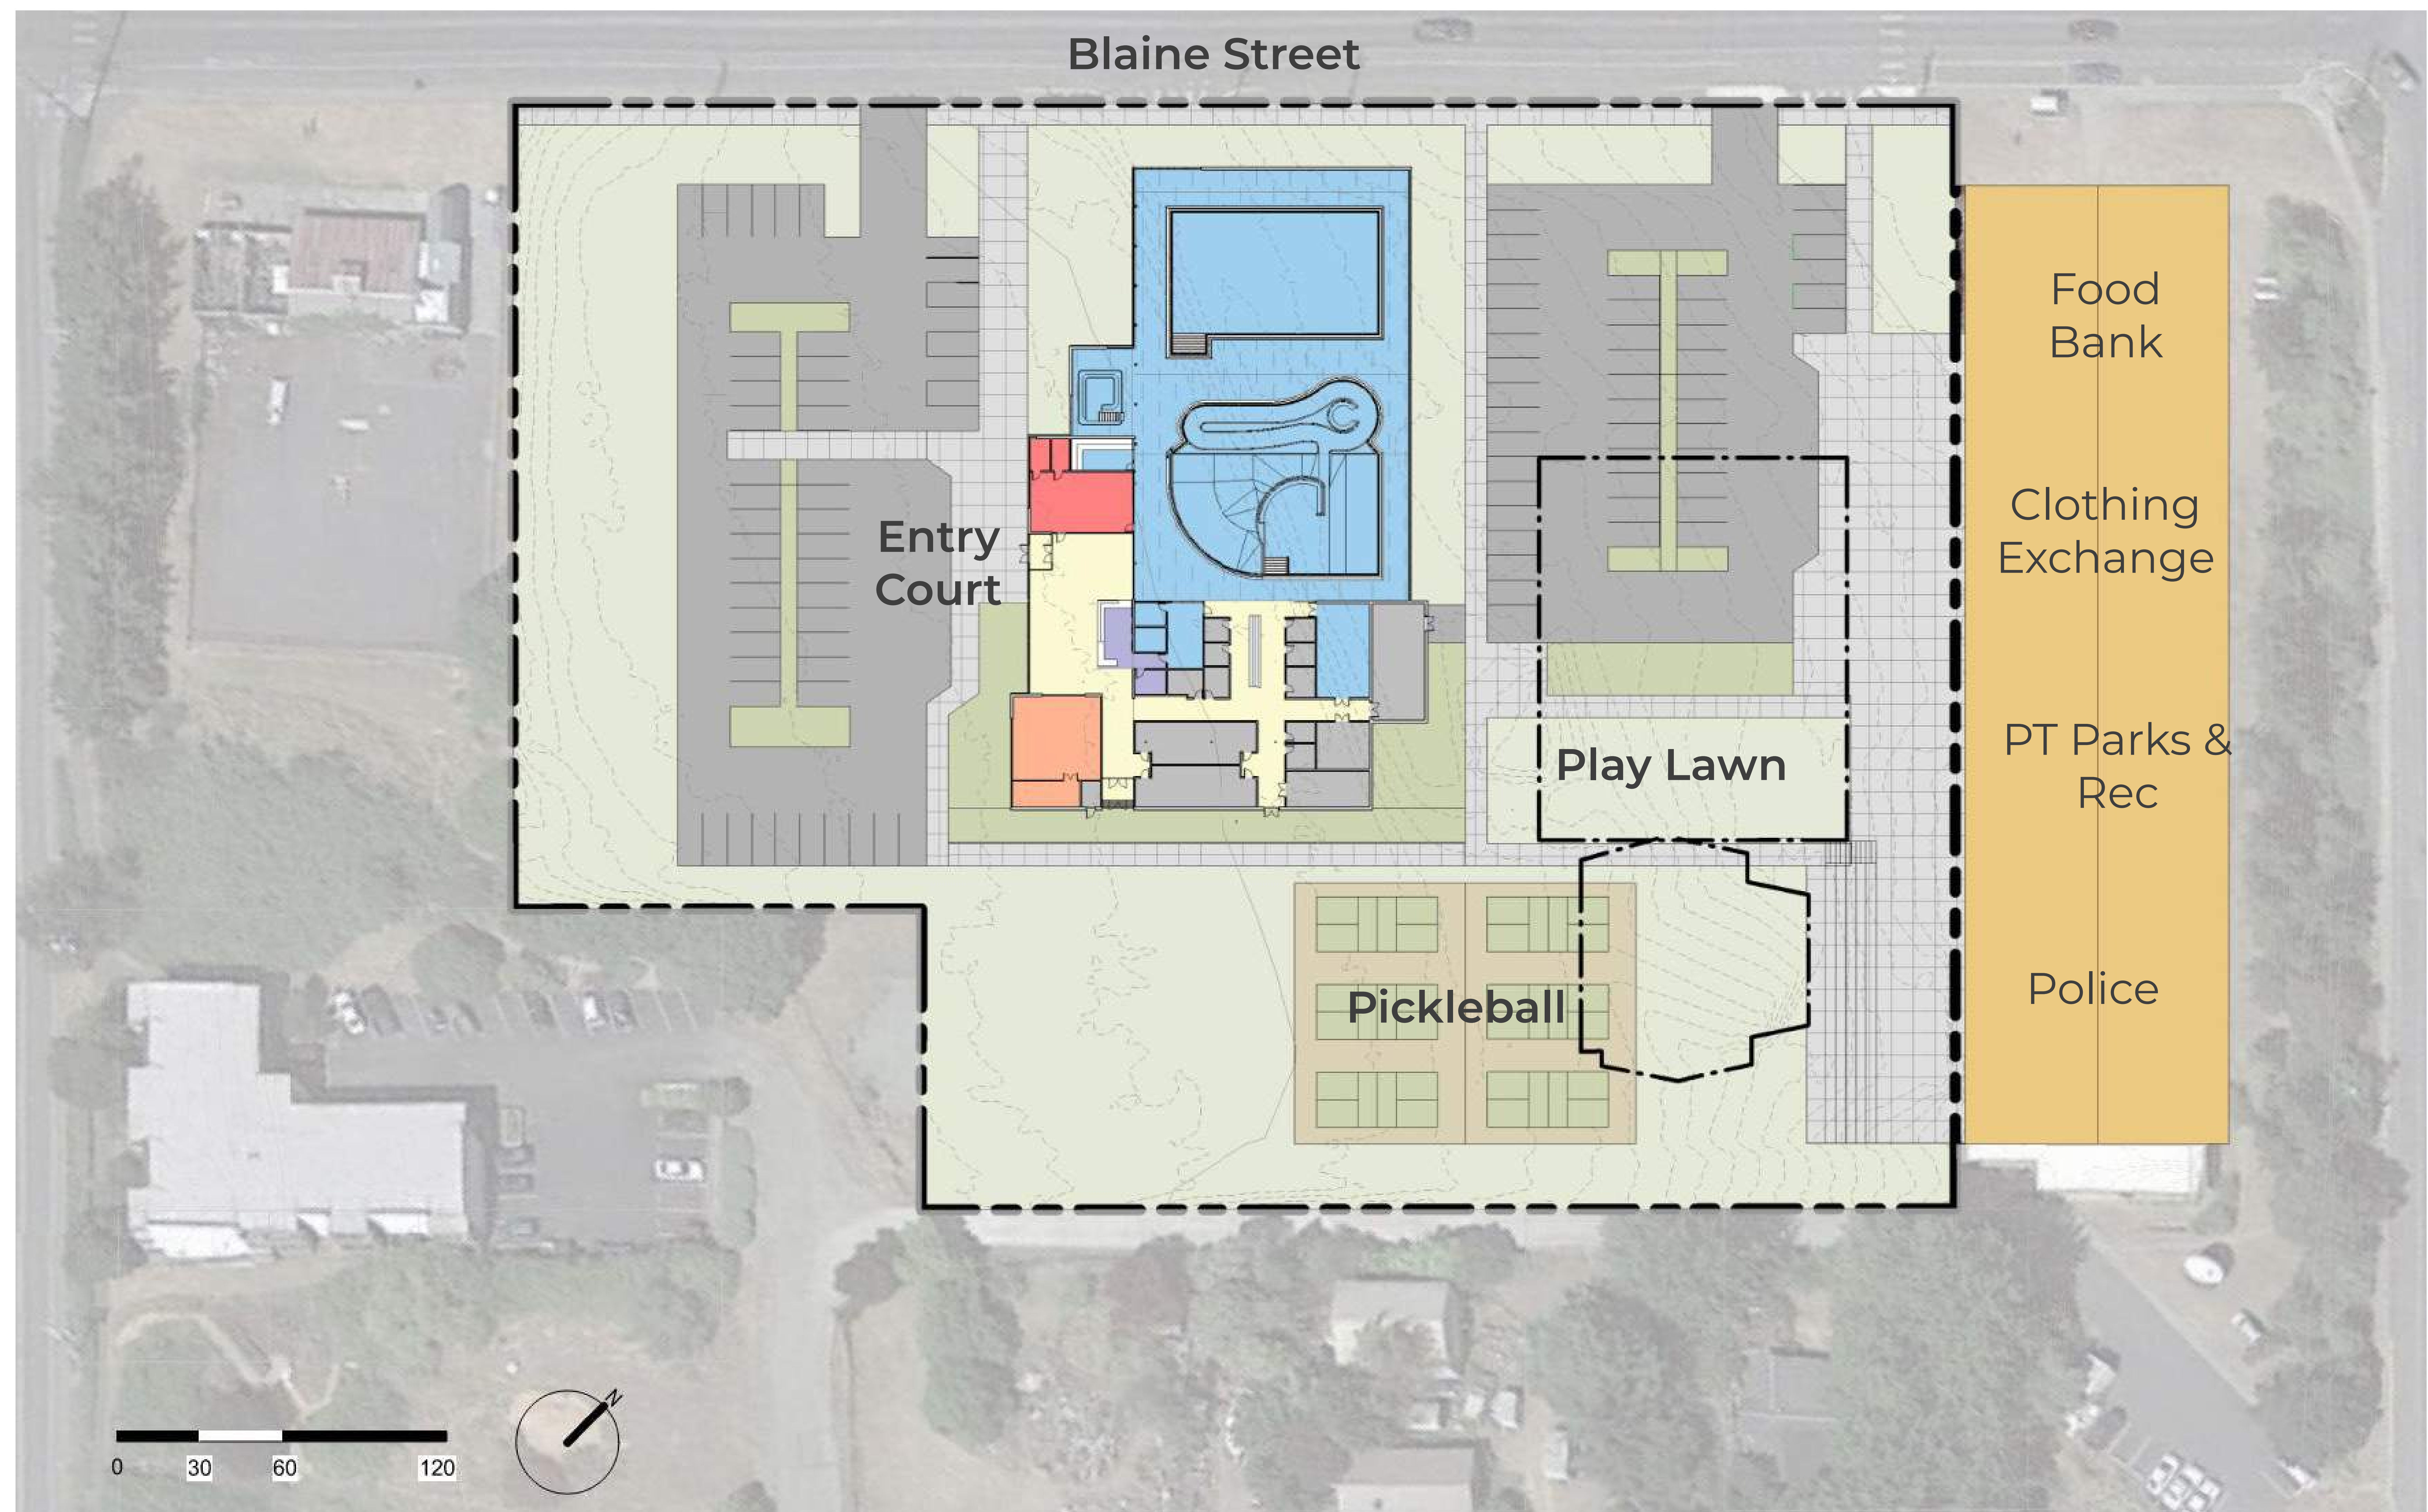 Blaine Street
Food
Bank
Clothing
Exchange
Entry
Court
PT Parks &
Rec
Play Lawn
Police
Pickleball
N
0 30 60 120